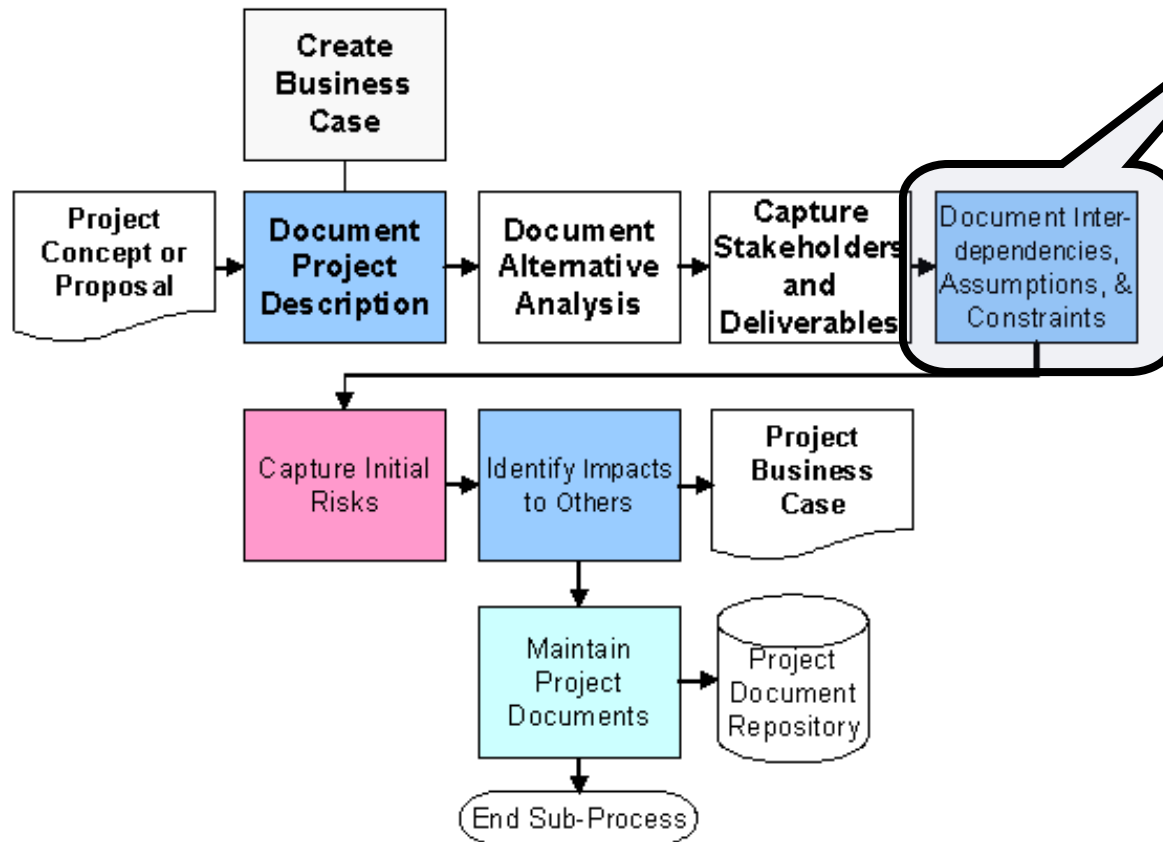 Create
Business
Case
Project
Concept or
Proposal
Document
Project
Description
Document
Alternative
Analysis
Capture
Stakeholders
and
Deliverables
Document Inter-
dependencies,
Assumptions, &
Constraints
Capture Initial
Risks
Identify Impacts
to Others
Project
Business
Case
Maintain
Project
Documents
Project
Document
Repository
End Sub-Process